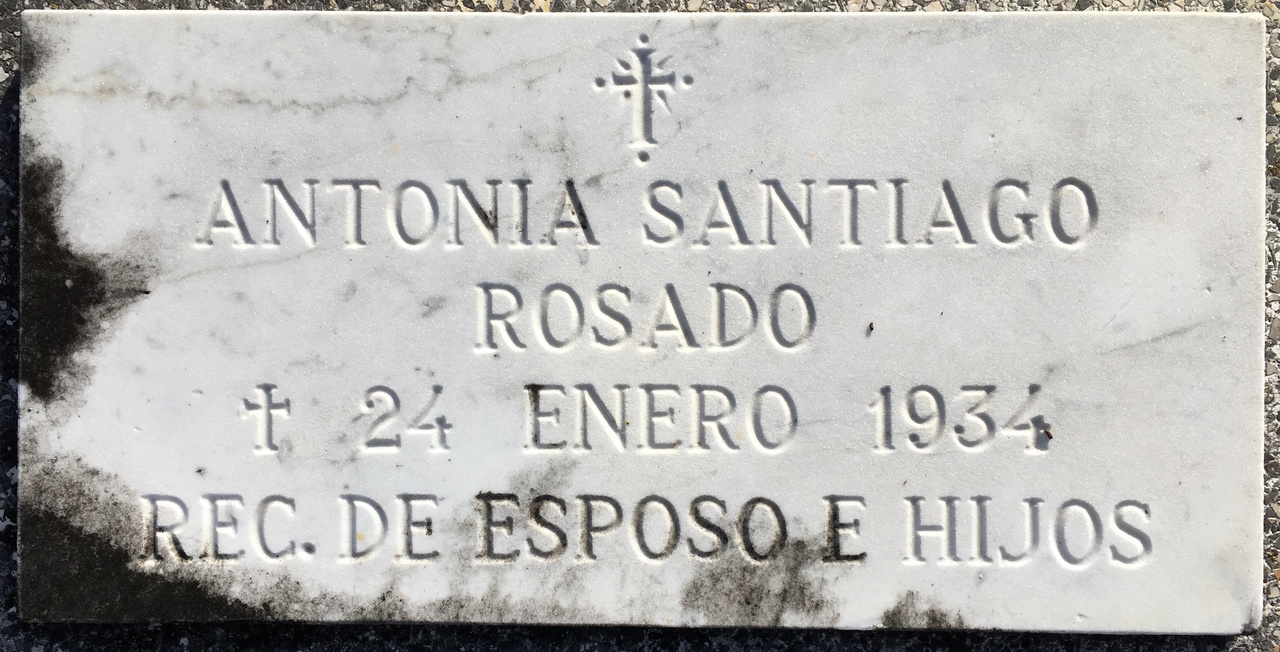 ANTONIA SANTIAGO
ROSADO
† 24 ENERO 1934
REC. DE ESPOSO E HIJOS